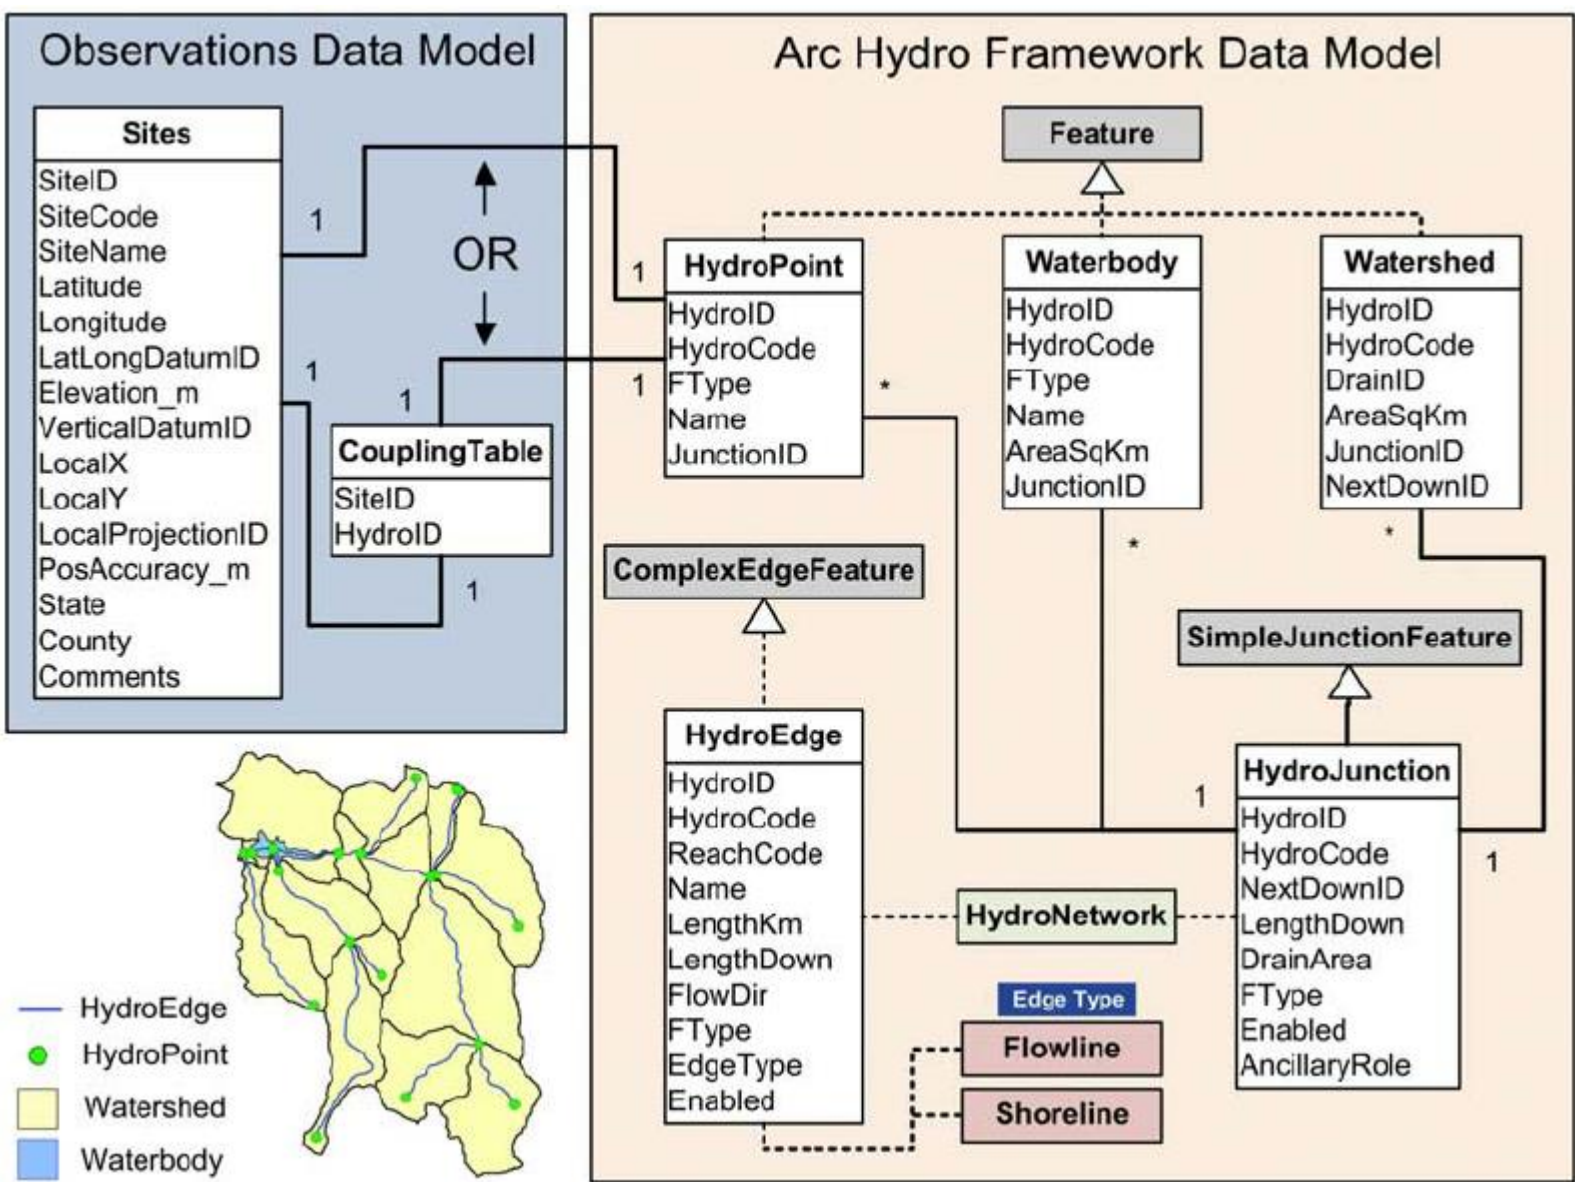 Observations Data Model
Sites
SiteID
SiteCode
SiteName
Latitude
Longitude
LatLongDatumID
Elevation_m
VerticalDatumID
LocalX
LocalY
LocalProjectionID
PosAccuracy_m
State
County
Comments
1
OR
1
1
CouplingTable
SiteID
HydroID
1
Arc Hydro Framework Data Model
Feature
1
1
HydroPoint
HydroID
HydroCode
FType
Name
JunctionID
*
Waterbody
HydroID
HydroCode
FType
Name
AreaSqKm
JunctionID
*
Watershed
HydroID
HydroCode
DrainID
AreaSqKm
JunctionID
NextDownID
*
ComplexEdgeFeature
SimpleJunctionFeature
HydroEdge
HydroID
HydroCode
ReachCode
Name
LengthKm
LengthDown
FlowDir
FType
EdgeType
Enabled
HydroNetwork
Edge Type
Flowline
Shoreline
1
HydroJunction
HydroID
HydroCode
NextDownID
LengthDown
DrainArea
FType
Enabled
AncillaryRole
1
HydroEdge
HydroPoint
Watershed
Waterbody